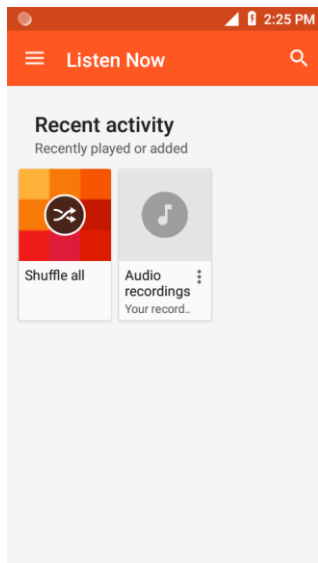 2:25 PM
Listen Now
Recent activity
Recently played or added
Shuffle all
Audio
recordings
Your record..